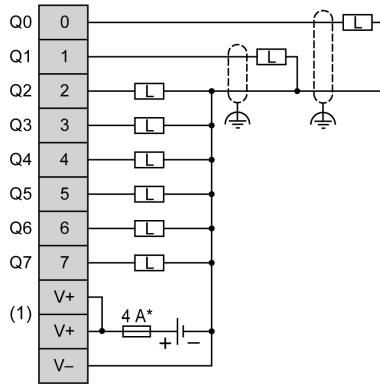 Q0 0 L
Q1 1 L
Q2 2 L
Q3 3 L
Q4 4 L
Q5 5 L
Q6 6 L
Q7 7 L
V+
(1) V+ 4 A* + −
V−